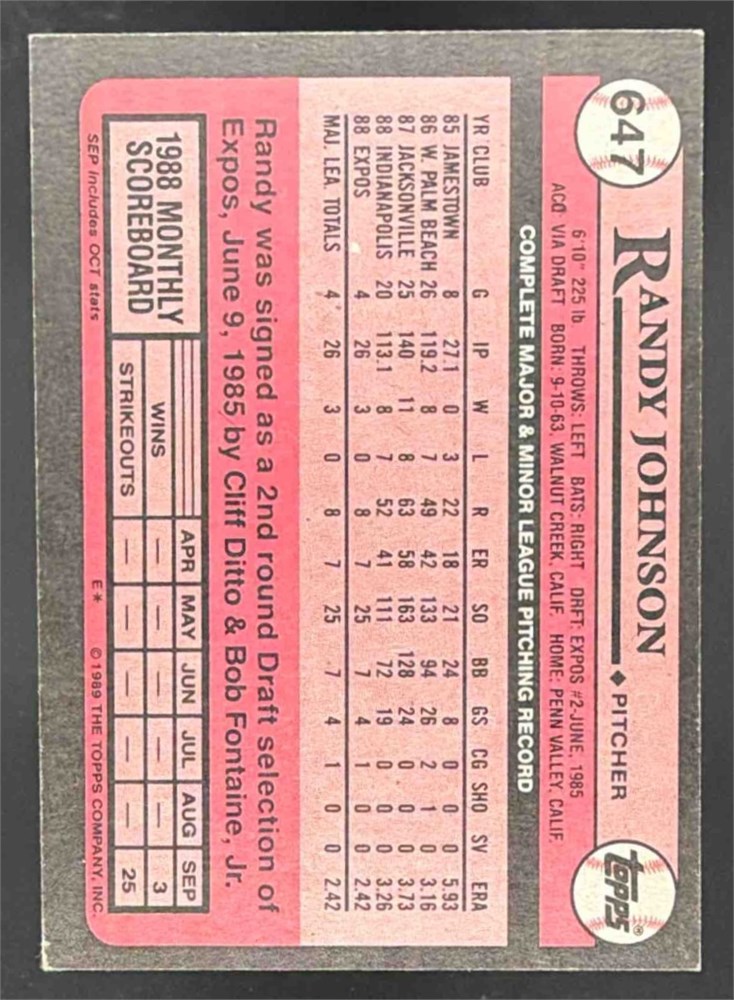 647
RANDY JOHNSON ♦ PITCHER
topps®
6'10" 225 lb THROWS: LEFT BATS: RIGHT DRFT: EXPOS #2-JUNE, 1985
ACQ: VIA DRAFT BORN: 9-10-63, WALNUT CREEK, CALIF. HOME: PENN VALLEY, CALIF.
COMPLETE MAJOR & MINOR LEAGUE PITCHING RECORD
YR CLUB G IP W L R ER SO BB GS CG SHO SV ERA
85 JAMESTOWN 8 27.1 0 3 22 18 21 24 8 0 0 0 5.93
86 W. PALM BEACH 26 119.2 8 7 49 42 133 94 26 2 1 0 3.16
87 JACKSONVILLE 25 140 11 8 63 58 163 128 24 0 0 0 3.73
88 INDIANAPOLIS 20 113.1 8 7 52 41 111 72 19 0 0 0 3.26
88 EXPOS 4 26 3 0 8 7 25 7 4 1 0 0 2.42
MAJ. LEA. TOTALS 4 26 3 0 8 7 25 7 4 1 0 0 2.42
Randy was signed as a 2nd round Draft selection of
Expos, June 9, 1985 by Cliff Ditto & Bob Fontaine, Jr.
1988 MONTHLY
SCOREBOARD
APR MAY JUN JUL AUG SEP
WINS — — — — — 3
STRIKEOUTS — — — — — 25
SEP includes OCT stats E* © 1989 THE TOPPS COMPANY, INC.